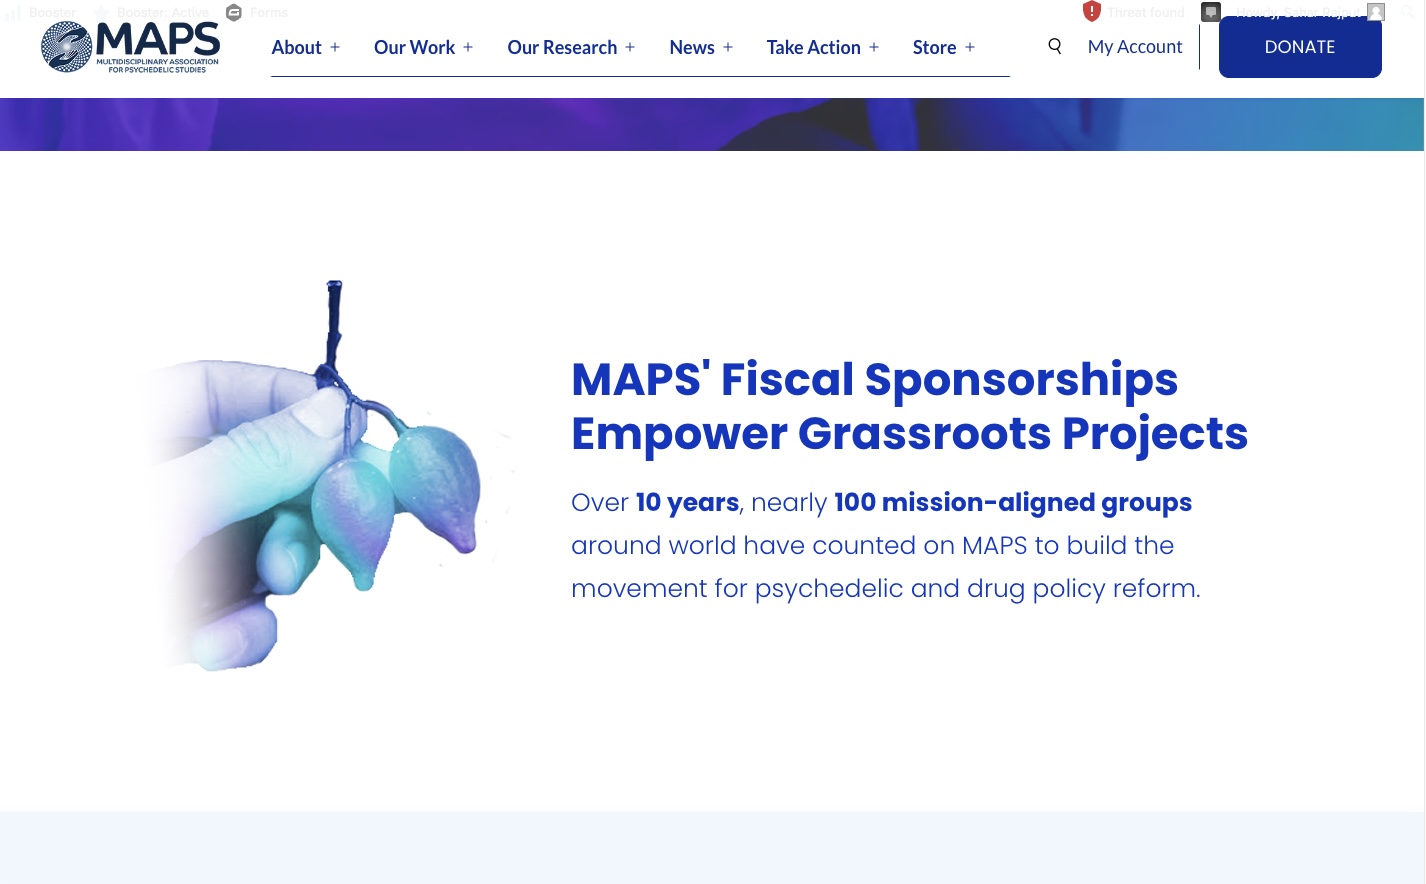 Booster
Booster: Active
Forms
Threat found
Howdy, Sahar Rajput
MAPS
MULTIDISCIPLINARY ASSOCIATION
FOR PSYCHEDELIC STUDIES
About +
Our Work +
Our Research +
News +
Take Action +
Store +
My Account
DONATE
MAPS' Fiscal Sponsorships
Empower Grassroots Projects
Over 10 years, nearly 100 mission-aligned groups
around world have counted on MAPS to build the
movement for psychedelic and drug policy reform.